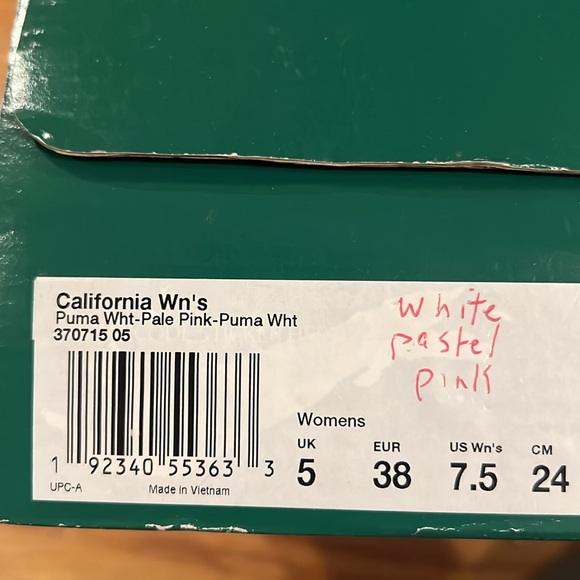 California Wn's
Puma Wht-Pale Pink-Puma Wht
370715 05
white
pastel
pink
1 92340 55363 3
UPC-A
Made in Vietnam
Womens
UK EUR US Wn's CM
5 38 7.5 24